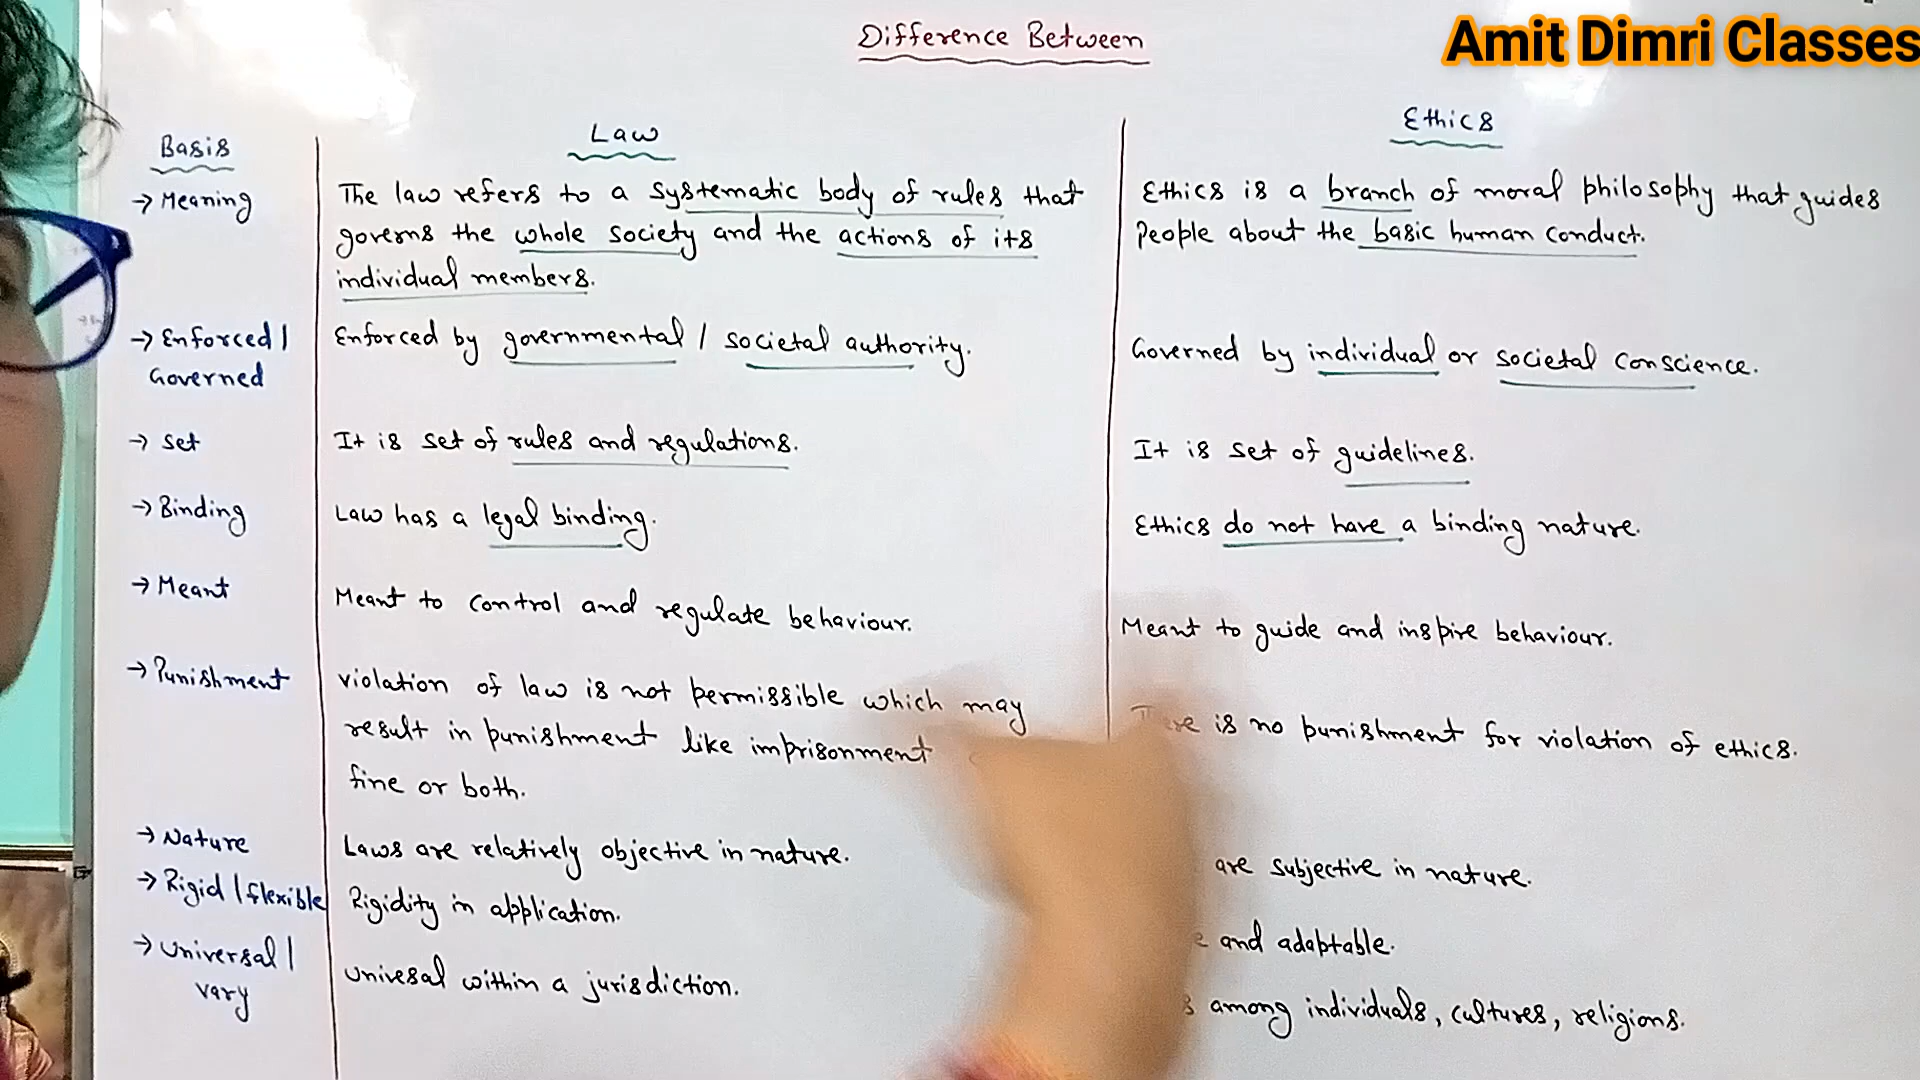 Difference Between
Amit Dimri Classes
Basis
Law
Ethics
→ Meaning
The law refers to a systematic body of rules that
governs the whole society and the actions of its
individual members.
Ethics is a branch of moral philosophy that guides
People about the basic human conduct.
→ Enforced /
Governed
Enforced by governmental / societal authority.
Governed by individual or societal conscience.
→ Set
It is set of rules and regulations.
It is set of guidelines.
→ Binding
Law has a legal binding.
Ethics do not have a binding nature.
→ Meant
Meant to control and regulate behaviour.
Meant to guide and inspire behaviour.
→ Punishment
violation of law is not permissible which may
result in punishment like imprisonment
fine or both.
is no punishment for violation of ethics.
→ Nature
Laws are relatively objective in nature.
are subjective in nature.
→ Rigid / flexible
Rigidity in application.
and adaptable.
→ Universal /
vary
Univesal within a jurisdiction.
among individuals, cultures, religions.